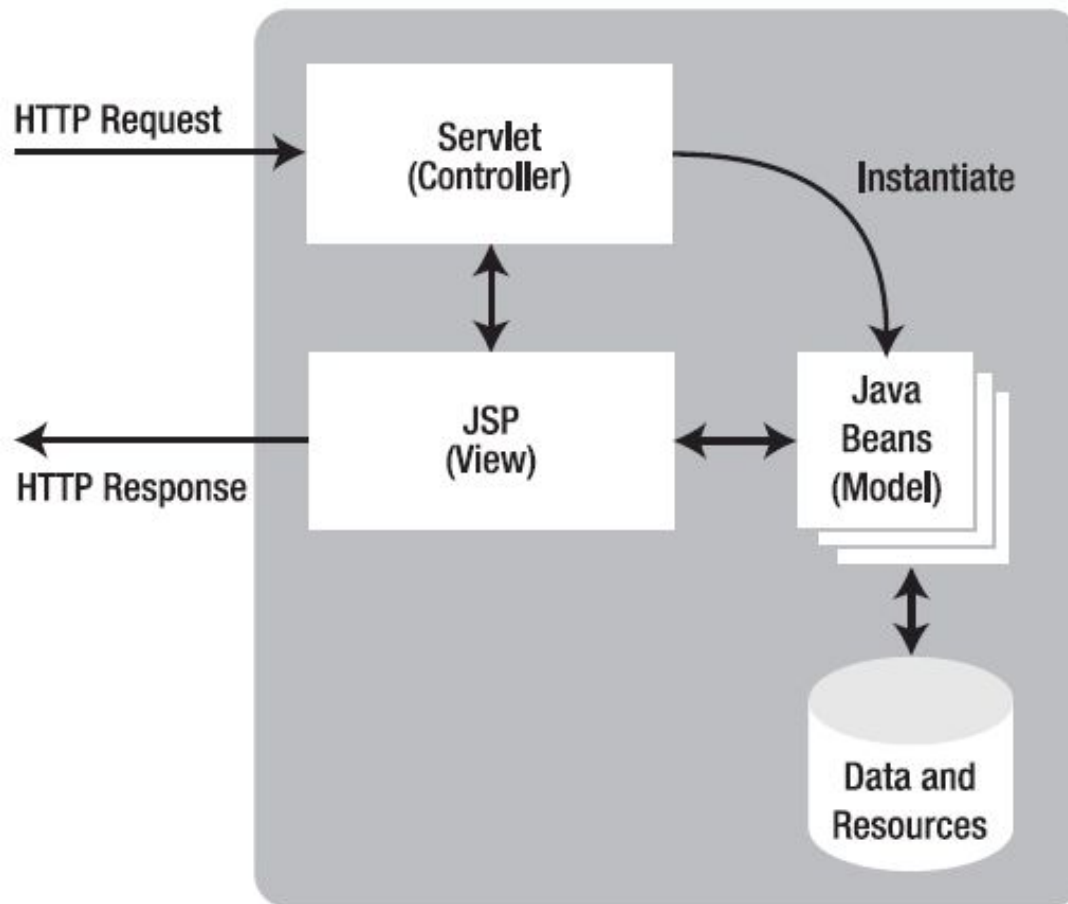 HTTP Request
Servlet
(Controller)
Instantiate
JSP
(View)
Java
Beans
(Model)
HTTP Response
Data and
Resources